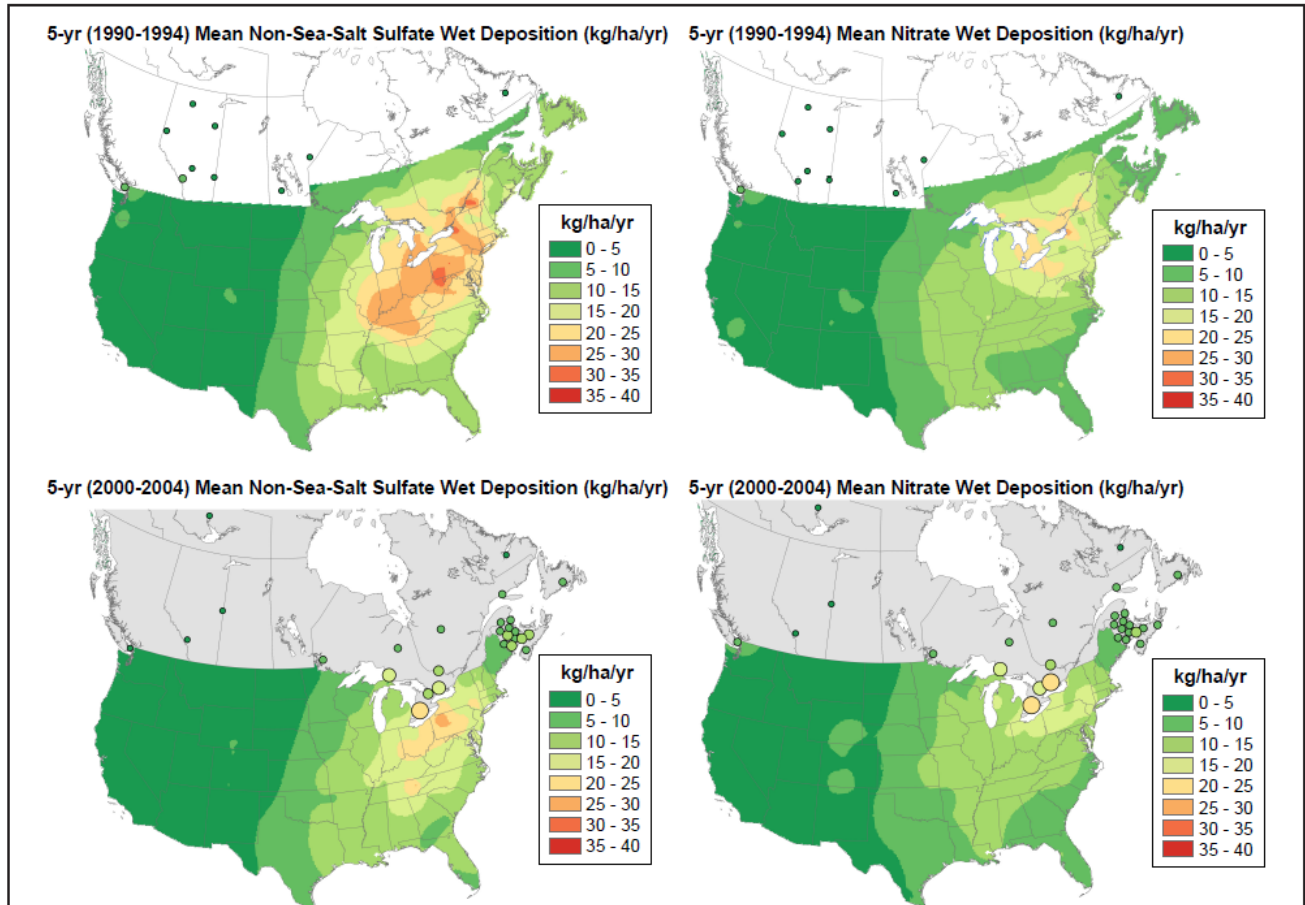 5-yr (1990-1994) Mean Non-Sea-Salt Sulfate Wet Deposition (kg/ha/yr)
5-yr (1990-1994) Mean Nitrate Wet Deposition (kg/ha/yr)
kg/ha/yr
0 - 5
5 - 10
10 - 15
15 - 20
20 - 25
25 - 30
30 - 35
35 - 40
kg/ha/yr
0 - 5
5 - 10
10 - 15
15 - 20
20 - 25
25 - 30
30 - 35
35 - 40
5-yr (2000-2004) Mean Non-Sea-Salt Sulfate Wet Deposition (kg/ha/yr)
5-yr (2000-2004) Mean Nitrate Wet Deposition (kg/ha/yr)
kg/ha/yr
0 - 5
5 - 10
10 - 15
15 - 20
20 - 25
25 - 30
30 - 35
35 - 40
kg/ha/yr
0 - 5
5 - 10
10 - 15
15 - 20
20 - 25
25 - 30
30 - 35
35 - 40